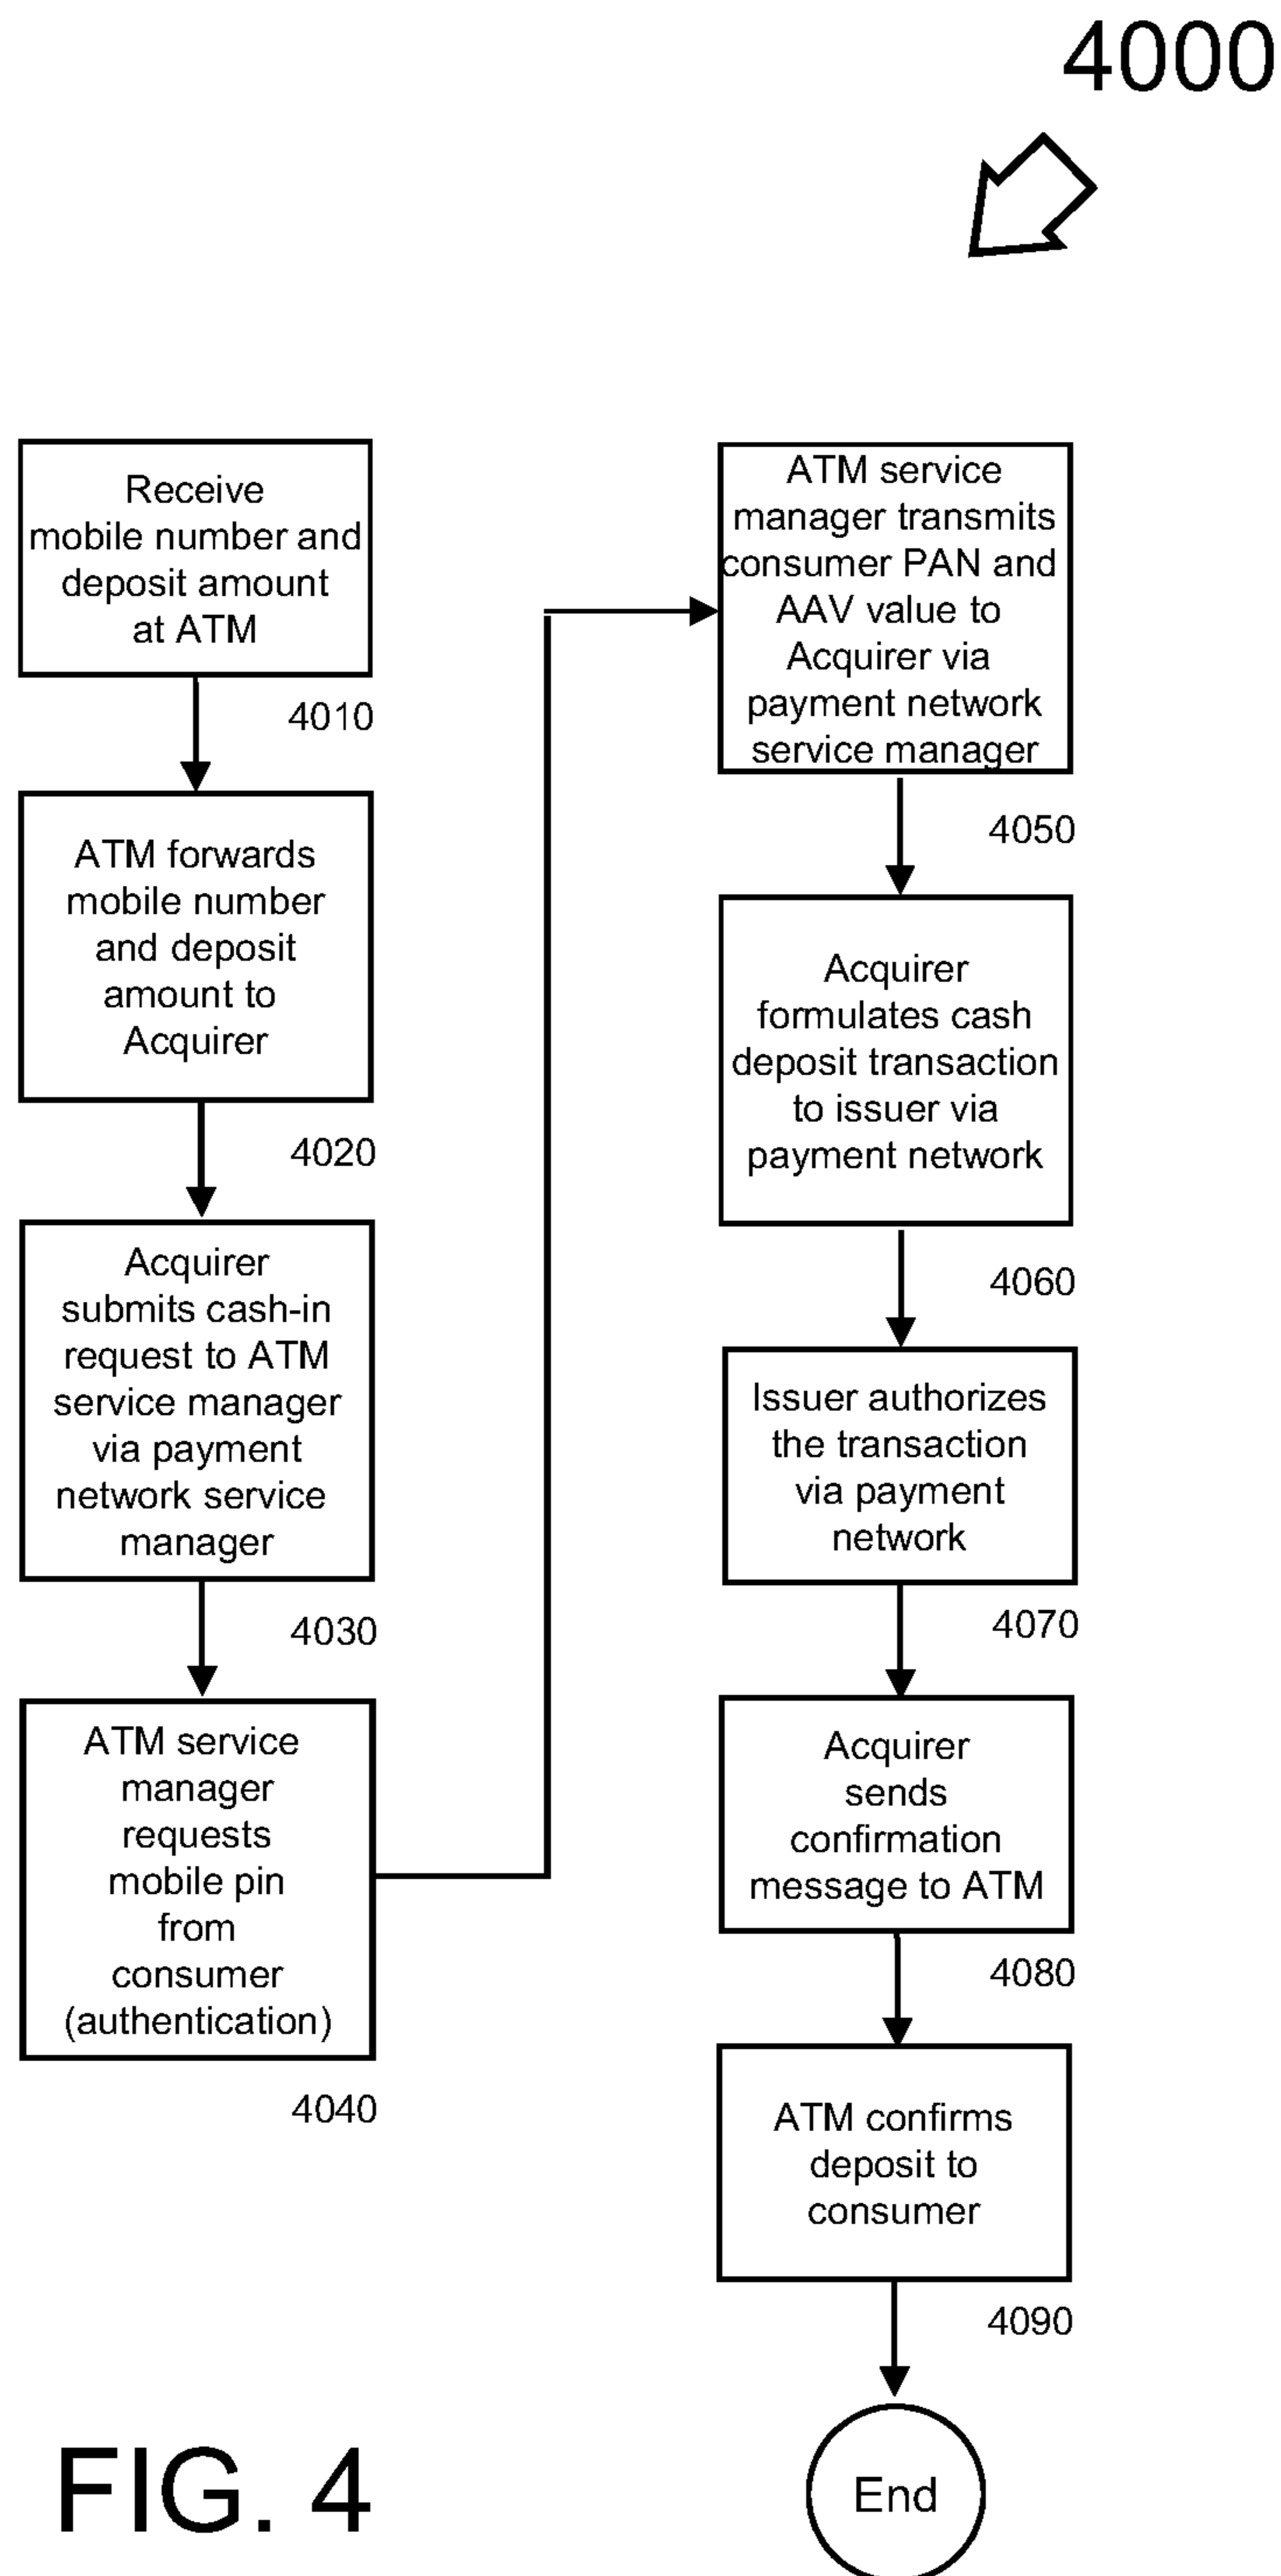 4000
Receive
mobile number and
deposit amount
at ATM
4010
ATM forwards
mobile number
and deposit
amount to
Acquirer
4020
Acquirer
submits cash-in
request to ATM
service manager
via payment
network service
manager
4030
ATM service
manager
requests
mobile pin
from
consumer
(authentication)
4040
ATM service
manager transmits
consumer PAN and
AAV value to
Acquirer via
payment network
service manager
4050
Acquirer
formulates cash
deposit transaction
to issuer via
payment network
4060
Issuer authorizes
the transaction
via payment
network
4070
Acquirer
sends
confirmation
message to ATM
4080
ATM confirms
deposit to
consumer
4090
End
FIG. 4